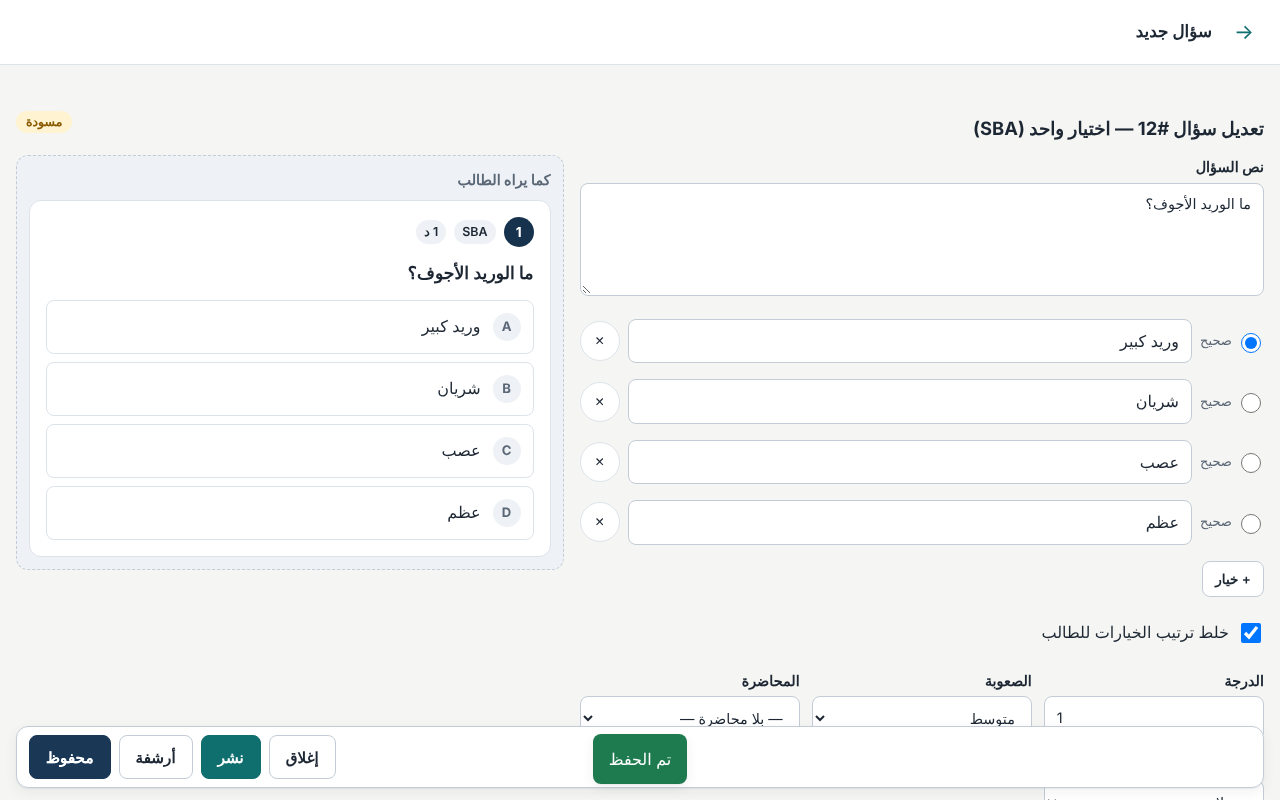 سؤال جديد
تعديل سؤال #12 — اختيار واحد (SBA)
مسودة
نص السؤال
ما الوريد الأجوف؟
صحيح
وريد كبير
×
صحيح
شريان
×
صحيح
عصب
×
صحيح
عظم
×
+ خيار
خلط ترتيب الخيارات للطالب
الدرجة
الصعوبة
المحاضرة
1
متوسط
— بلا محاضرة —
كما يراه الطالب
1
SBA
1 د
ما الوريد الأجوف؟
A
وريد كبير
B
شريان
C
عصب
D
عظم
تم الحفظ
إغلاق
نشر
أرشفة
محفوظ